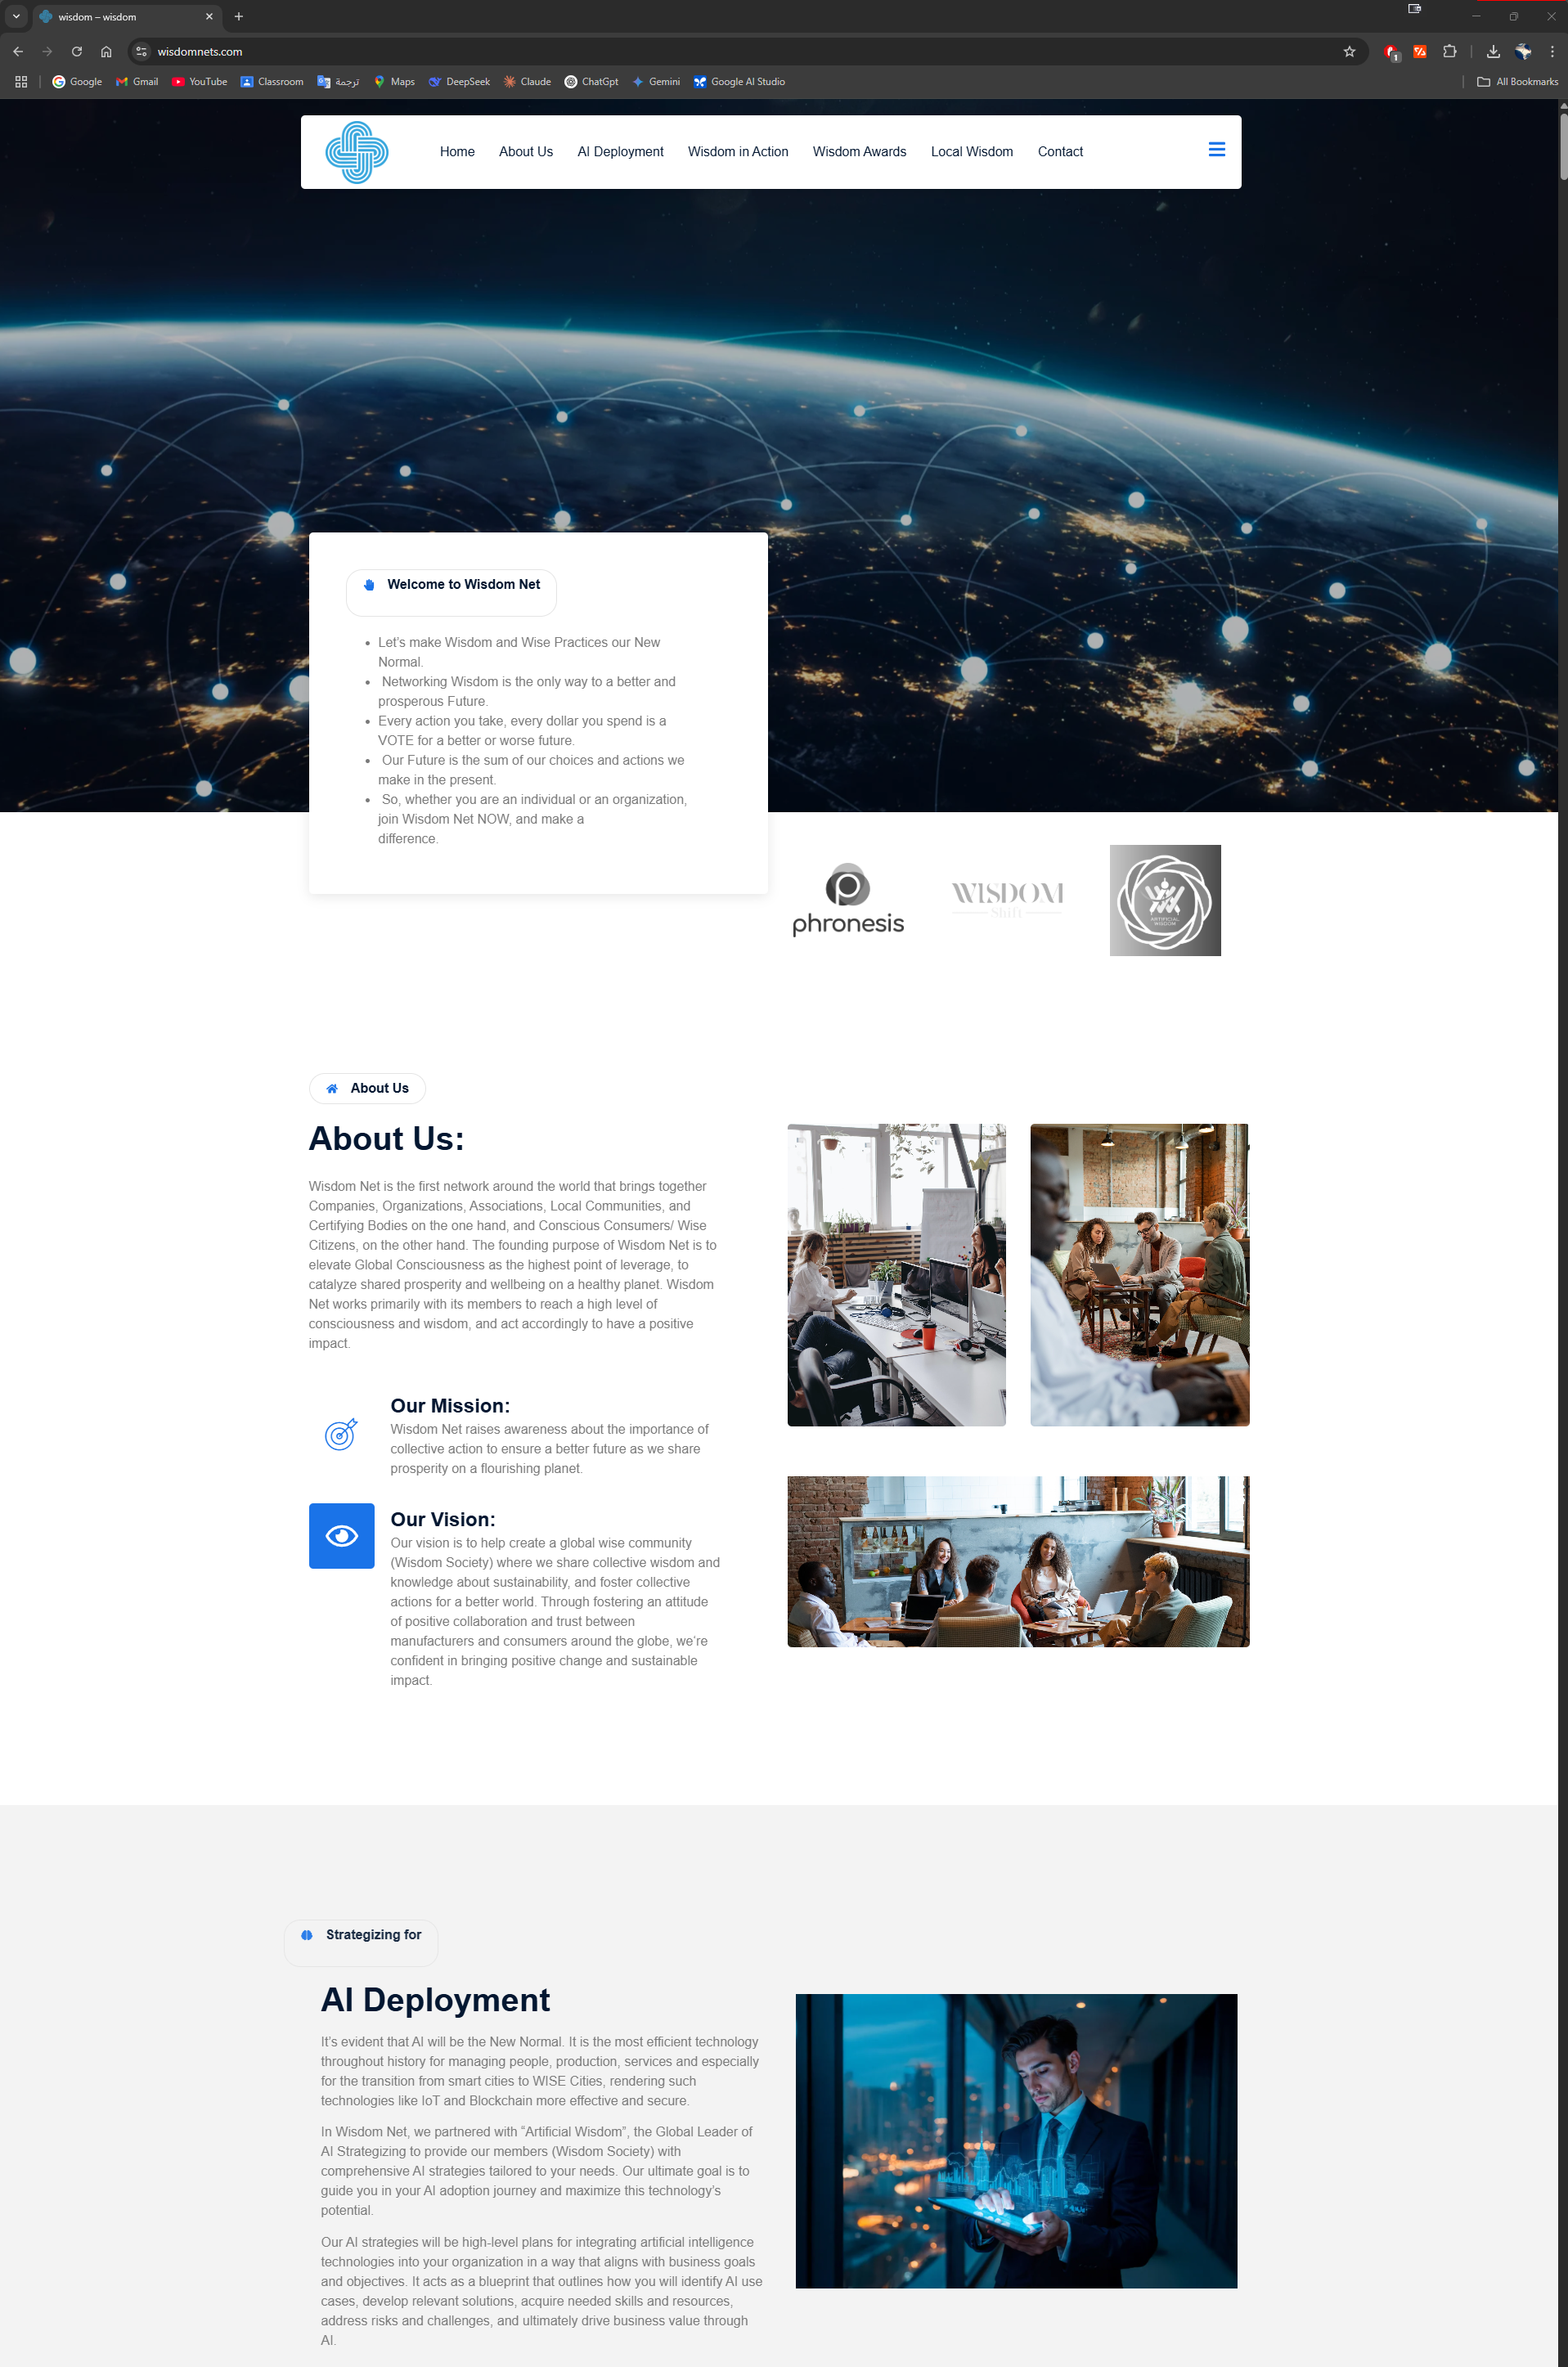 wisdom – wisdom
wisdomnets.com
1
Google Gmail YouTube Classroom ترجمة Maps DeepSeek Claude ChatGpt Gemini Google AI Studio All Bookmarks
Home About Us AI Deployment Wisdom in Action Wisdom Awards Local Wisdom Contact
Welcome to Wisdom Net
Let’s make Wisdom and Wise Practices our New
Normal.
Networking Wisdom is the only way to a better and
prosperous Future.
Every action you take, every dollar you spend is a
VOTE for a better or worse future.
Our Future is the sum of our choices and actions we
make in the present.
So, whether you are an individual or an organization,
join Wisdom Net NOW, and make a
difference.
phronesis
WISDOM
Shift
ARTIFICIAL
WISDOM
About Us
About Us:
Wisdom Net is the first network around the world that brings together
Companies, Organizations, Associations, Local Communities, and
Certifying Bodies on the one hand, and Conscious Consumers/ Wise
Citizens, on the other hand. The founding purpose of Wisdom Net is to
elevate Global Consciousness as the highest point of leverage, to
catalyze shared prosperity and wellbeing on a healthy planet. Wisdom
Net works primarily with its members to reach a high level of
consciousness and wisdom, and act accordingly to have a positive
impact.
Our Mission:
Wisdom Net raises awareness about the importance of
collective action to ensure a better future as we share
prosperity on a flourishing planet.
Our Vision:
Our vision is to help create a global wise community
(Wisdom Society) where we share collective wisdom and
knowledge about sustainability, and foster collective
actions for a better world. Through fostering an attitude
of positive collaboration and trust between
manufacturers and consumers around the globe, we’re
confident in bringing positive change and sustainable
impact.
Strategizing for
AI Deployment
It’s evident that AI will be the New Normal. It is the most efficient technology
throughout history for managing people, production, services and especially
for the transition from smart cities to WISE Cities, rendering such
technologies like IoT and Blockchain more effective and secure.
In Wisdom Net, we partnered with “Artificial Wisdom”, the Global Leader of
AI Strategizing to provide our members (Wisdom Society) with
comprehensive AI strategies tailored to your needs. Our ultimate goal is to
guide you in your AI adoption journey and maximize this technology’s
potential.
Our AI strategies will be high-level plans for integrating artificial intelligence
technologies into your organization in a way that aligns with business goals
and objectives. It acts as a blueprint that outlines how you will identify AI use
cases, develop relevant solutions, acquire needed skills and resources,
address risks and challenges, and ultimately drive business value through
AI.